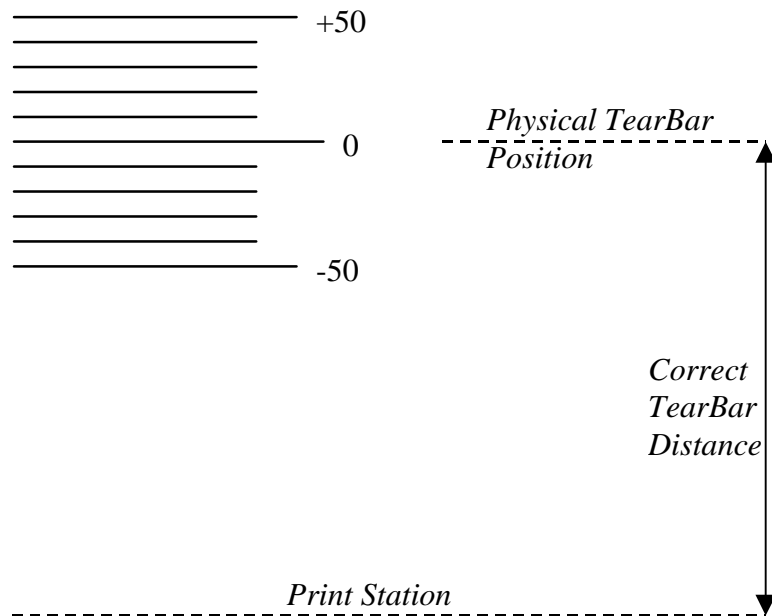 +50
Physical TearBar
0
Position
-50
Correct
TearBar
Distance
Print Station